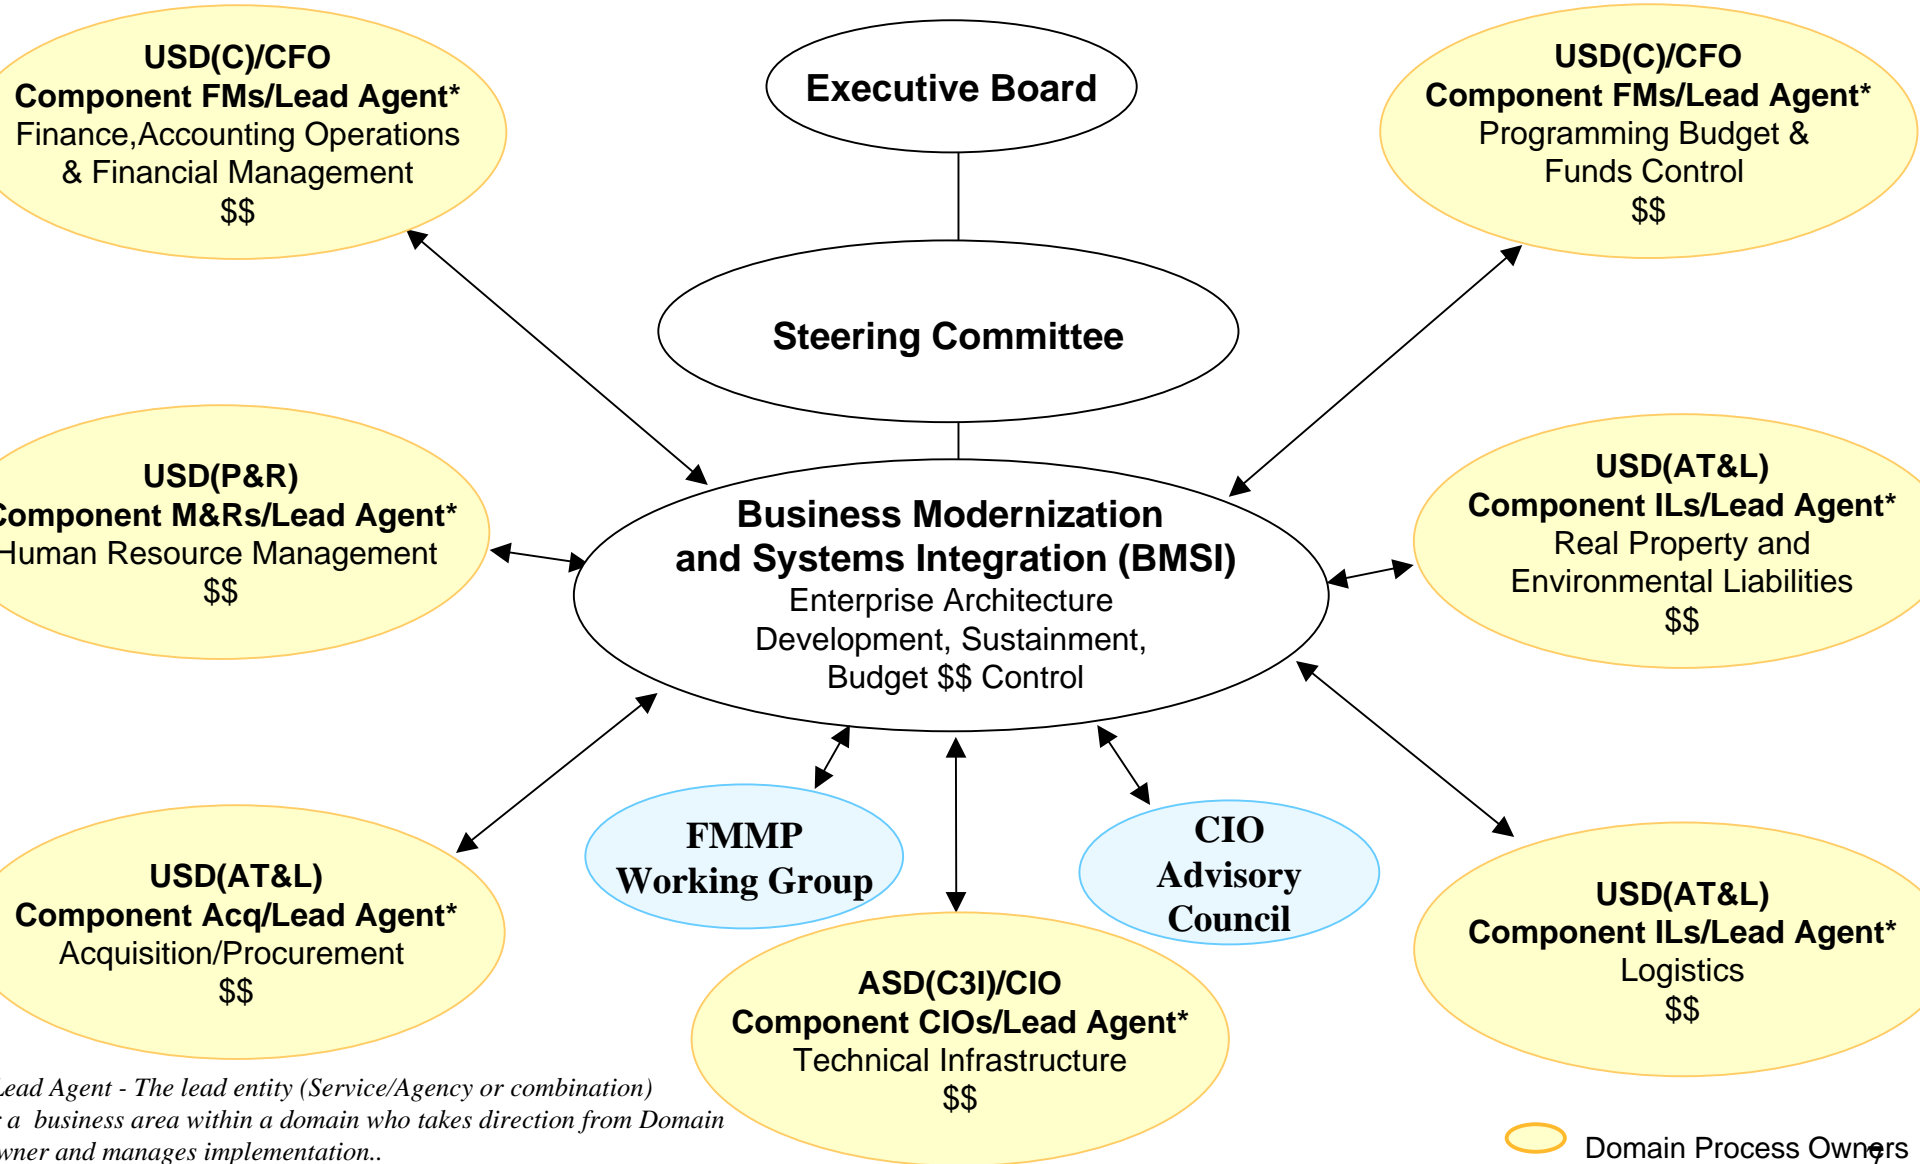 USD(C)/CFO
Component FMs/Lead Agent*
Finance,Accounting Operations
& Financial Management
$$
Executive Board
USD(C)/CFO
Component FMs/Lead Agent*
Programming Budget &
Funds Control
$$
Steering Committee
USD(P&R)
Component M&Rs/Lead Agent*
Human Resource Management
$$
Business Modernization
and Systems Integration (BMSI)
Enterprise Architecture
Development, Sustainment,
Budget $$ Control
USD(AT&L)
Component ILs/Lead Agent*
Real Property and
Environmental Liabilities
$$
USD(AT&L)
Component Acq/Lead Agent*
Acquisition/Procurement
$$
FMMP
Working Group
CIO
Advisory
Council
USD(AT&L)
Component ILs/Lead Agent*
Logistics
$$
ASD(C3I)/CIO
Component CIOs/Lead Agent*
Technical Infrastructure
$$
Lead Agent - The lead entity (Service/Agency or combination)
a business area within a domain who takes direction from Domain
wner and manages implementation..
Domain Process Owners